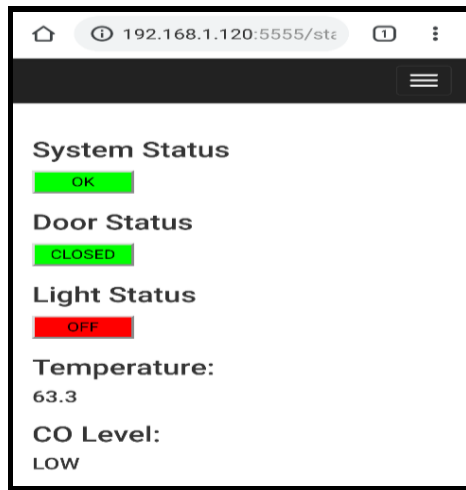 192.168.1.120:5555/sta
1
System Status
OK
Door Status
CLOSED
Light Status
OFF
Temperature:
63.3
CO Level:
LOW